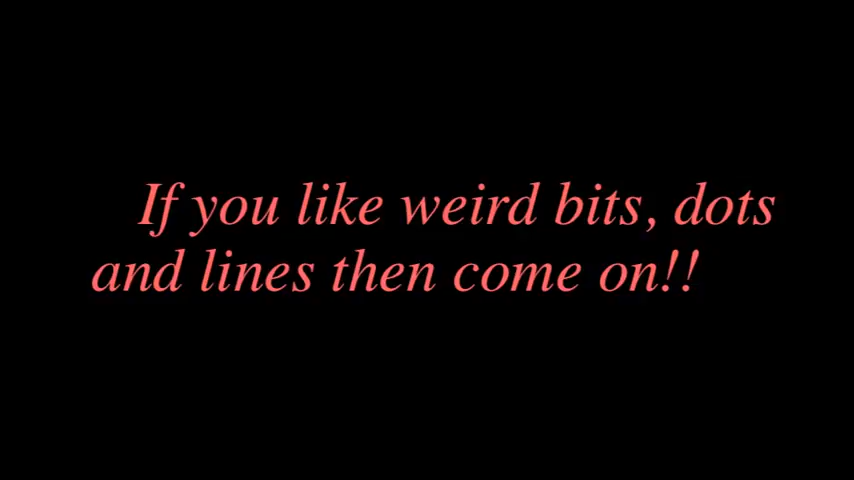 If you like weird bits, dots
and lines then come on!!